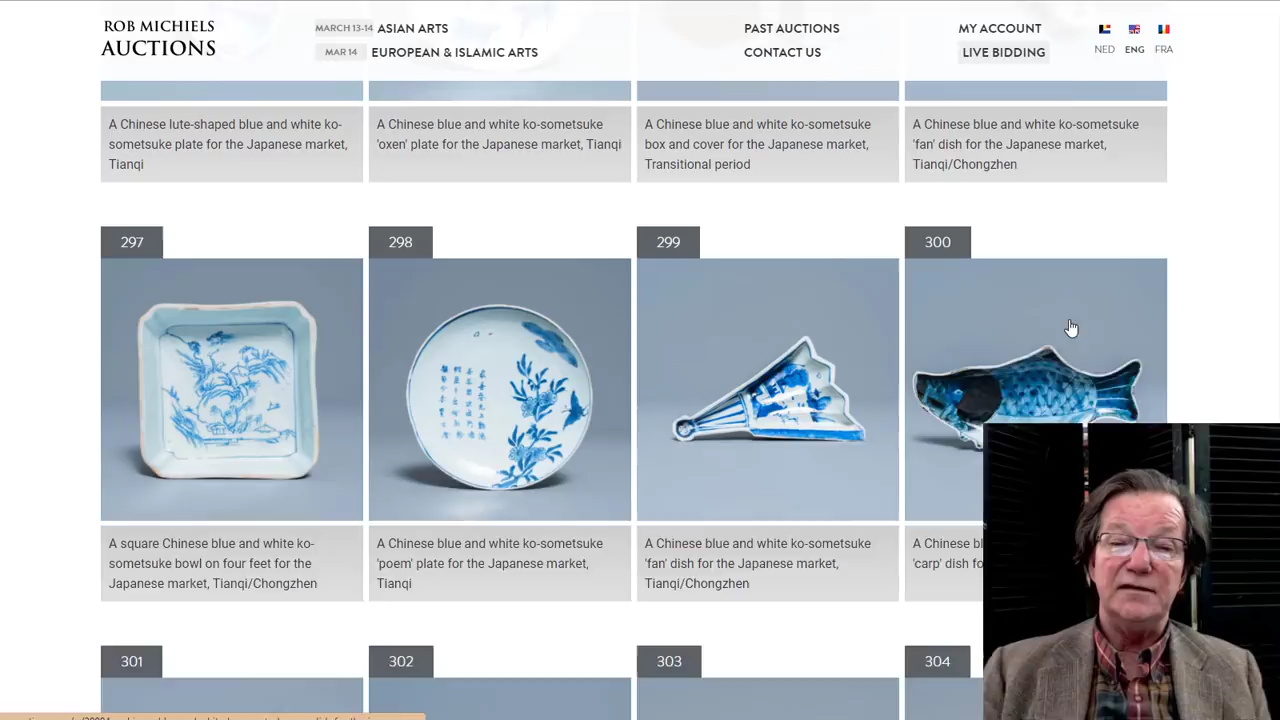 ROB MICHIELS
AUCTIONS
MARCH 13-14 ASIAN ARTS
MAR 14 EUROPEAN & ISLAMIC ARTS
PAST AUCTIONS
CONTACT US
MY ACCOUNT
LIVE BIDDING
NED ENG FRA
A Chinese lute-shaped blue and white ko-
sometsuke plate for the Japanese market,
Tianqi
A Chinese blue and white ko-sometsuke
'oxen' plate for the Japanese market, Tianqi
A Chinese blue and white ko-sometsuke
box and cover for the Japanese market,
Transitional period
A Chinese blue and white ko-sometsuke
'fan' dish for the Japanese market,
Tianqi/Chongzhen
297
298
299
300
A square Chinese blue and white ko-
sometsuke bowl on four feet for the
Japanese market, Tianqi/Chongzhen
A Chinese blue and white ko-sometsuke
'poem' plate for the Japanese market,
Tianqi
A Chinese blue and white ko-sometsuke
'fan' dish for the Japanese market,
Tianqi/Chongzhen
A Chinese bl
'carp' dish fo
301
302
303
304